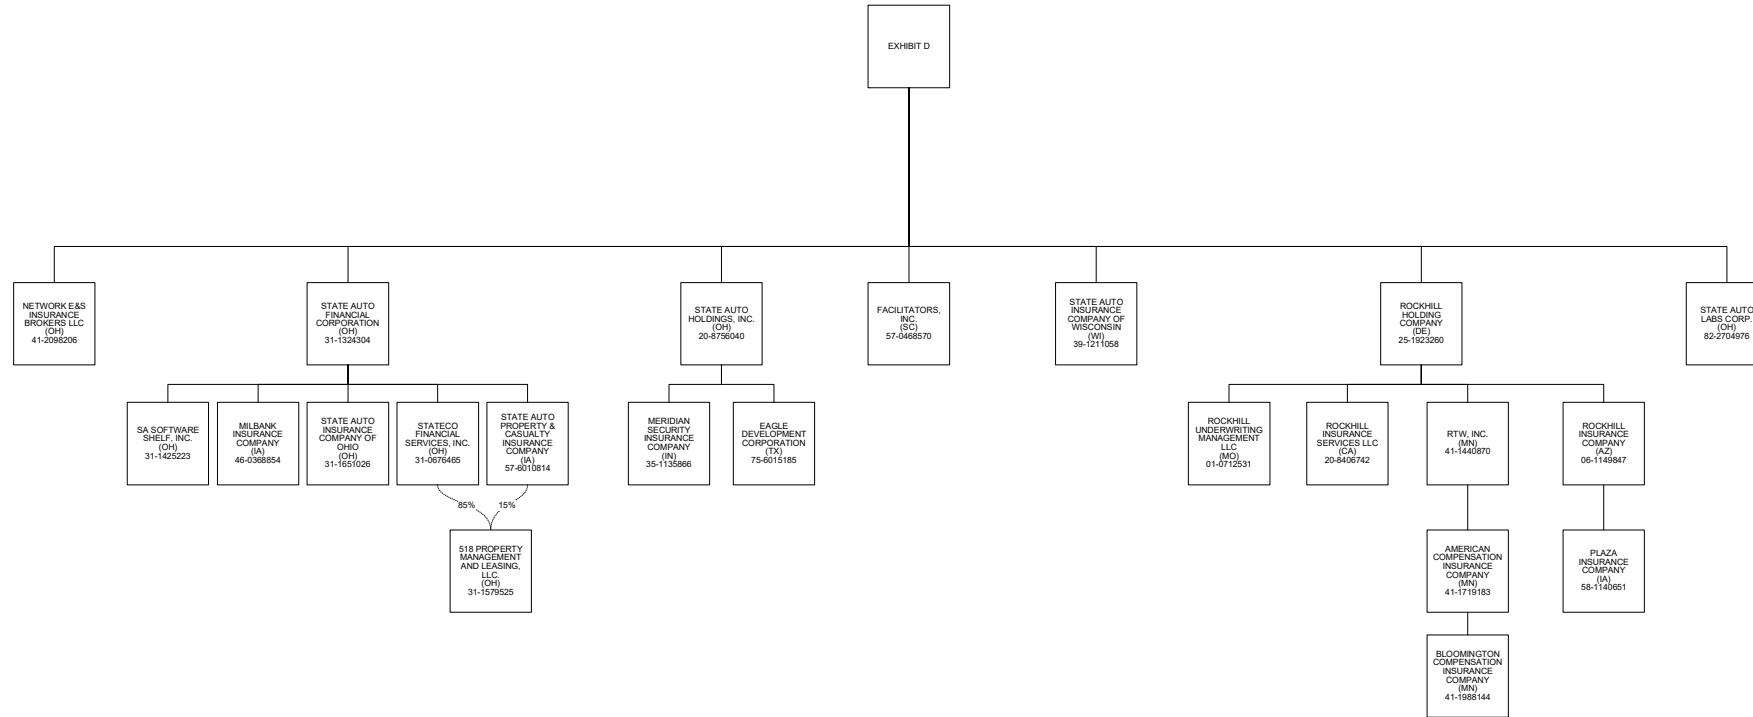 EXHIBIT D
NETWORK E&S
INSURANCE
BROKERS LLC
(OH)
41-2098206
STATE AUTO
FINANCIAL
CORPORATION
(OH)
31-1324304
STATE AUTO
HOLDINGS, INC.
(OH)
20-8756040
FACILITATORS,
INC.
(SC)
57-0468570
STATE AUTO
INSURANCE
COMPANY OF
WISCONSIN
(WI)
39-1211058
ROCKHILL
HOLDING
COMPANY
(DE)
25-1923260
STATE AUTO
LABS CORP.
(OH)
82-2704976
SA SOFTWARE
SHELF, INC.
(OH)
31-1425223
MILBANK
INSURANCE
COMPANY
(IA)
46-0368854
STATE AUTO
INSURANCE
COMPANY OF
OHIO
(OH)
31-1651026
STATECO
FINANCIAL
SERVICES, INC.
(OH)
31-0676465
STATE AUTO
PROPERTY &
CASUALTY
INSURANCE
COMPANY
(IA)
57-6010814
MERIDIAN
SECURITY
INSURANCE
COMPANY
(IN)
35-1135866
EAGLE
DEVELOPMENT
CORPORATION
(TX)
75-6015185
ROCKHILL
UNDERWRITING
MANAGEMENT
LLC
(MO)
01-0712531
ROCKHILL
INSURANCE
SERVICES LLC
(CA)
20-8406742
RTW, INC.
(MN)
41-1440870
ROCKHILL
INSURANCE
COMPANY
(AZ)
06-1149847
85%
15%
518 PROPERTY
MANAGEMENT
AND LEASING,
LLC.
(OH)
31-1579525
AMERICAN
COMPENSATION
INSURANCE
COMPANY
(MN)
41-1719183
PLAZA
INSURANCE
COMPANY
(IA)
58-1140651
BLOOMINGTON
COMPENSATION
INSURANCE
COMPANY
(MN)
41-1988144